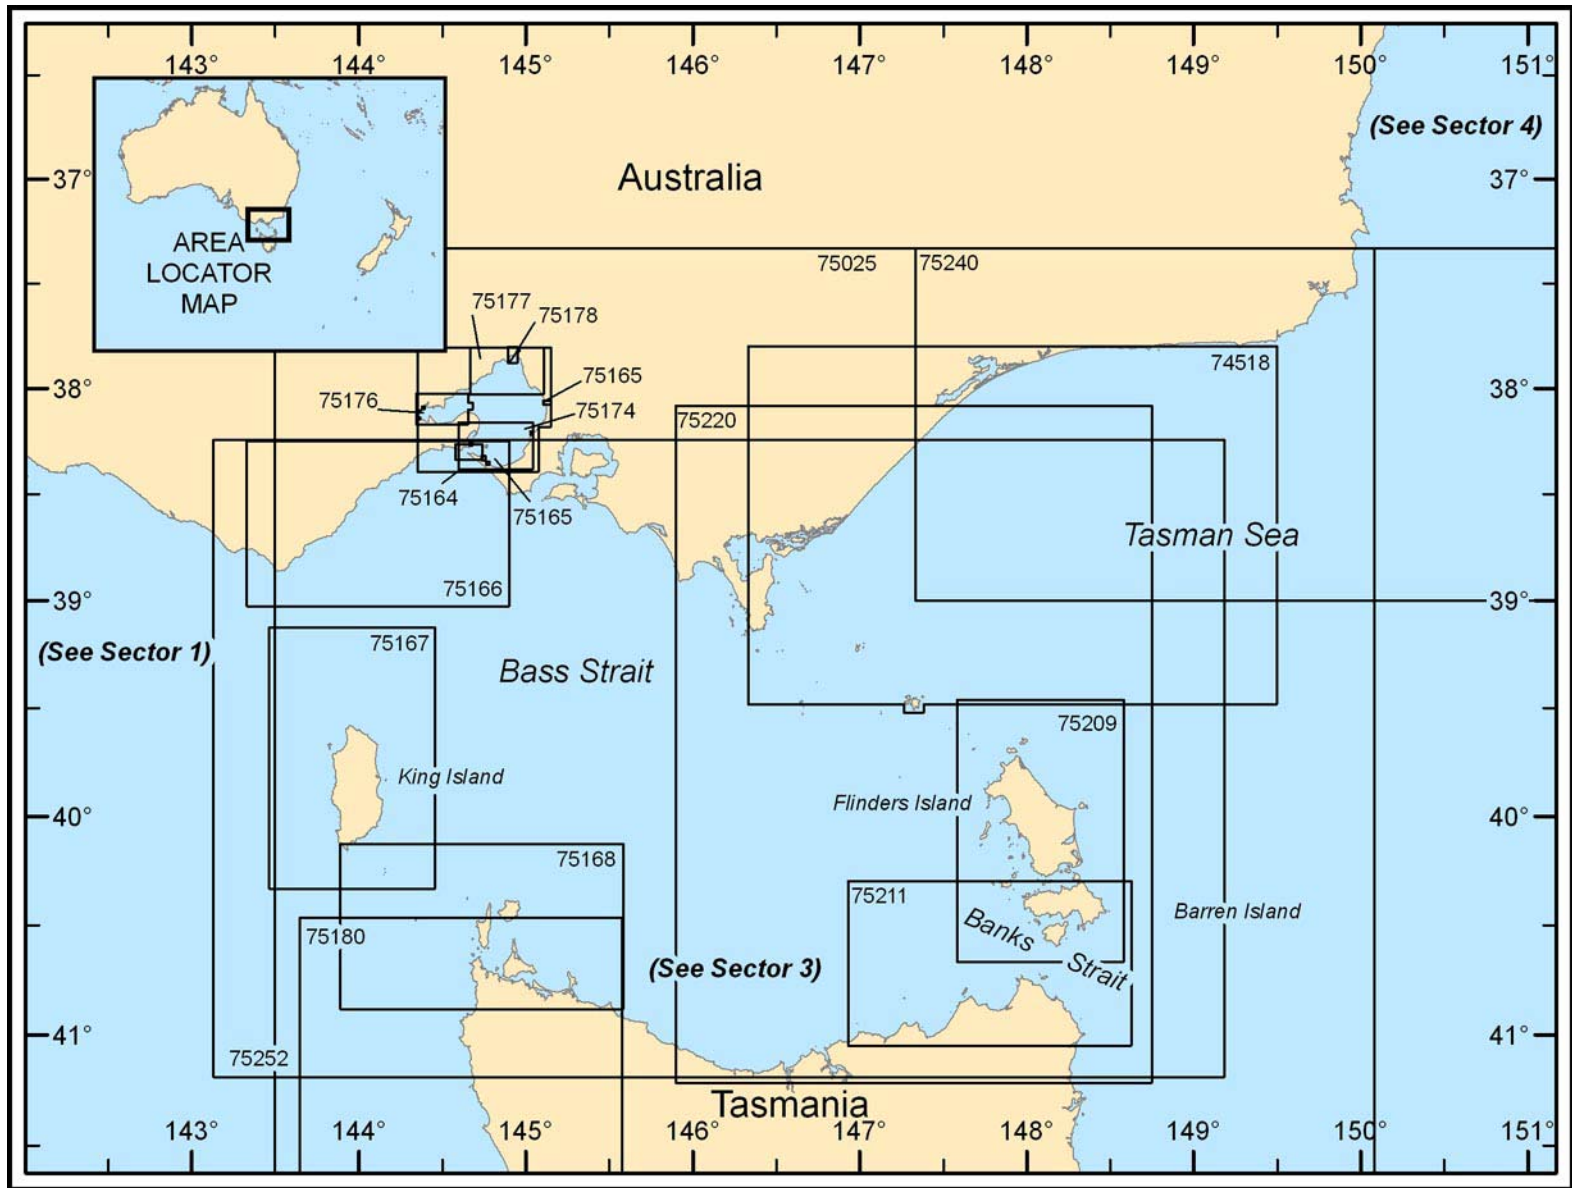 143° 144° 145° 146° 147° 148° 149° 150° 151°
(See Sector 4)
37° Australia 37°
AREA
LOCATOR
MAP
75025 75240
75177
75178
74518
38° 75165 38°
75176
75174
75220
75164
75165
Tasman Sea
75166
39° 39°
(See Sector 1)
75167
Bass Strait
75209
King Island
Flinders Island
40° 40°
75168
75211
Barren Island
Banks
Strait
75180
(See Sector 3)
41° 41°
75252
Tasmania
143° 144° 145° 146° 147° 148° 149° 150° 151°